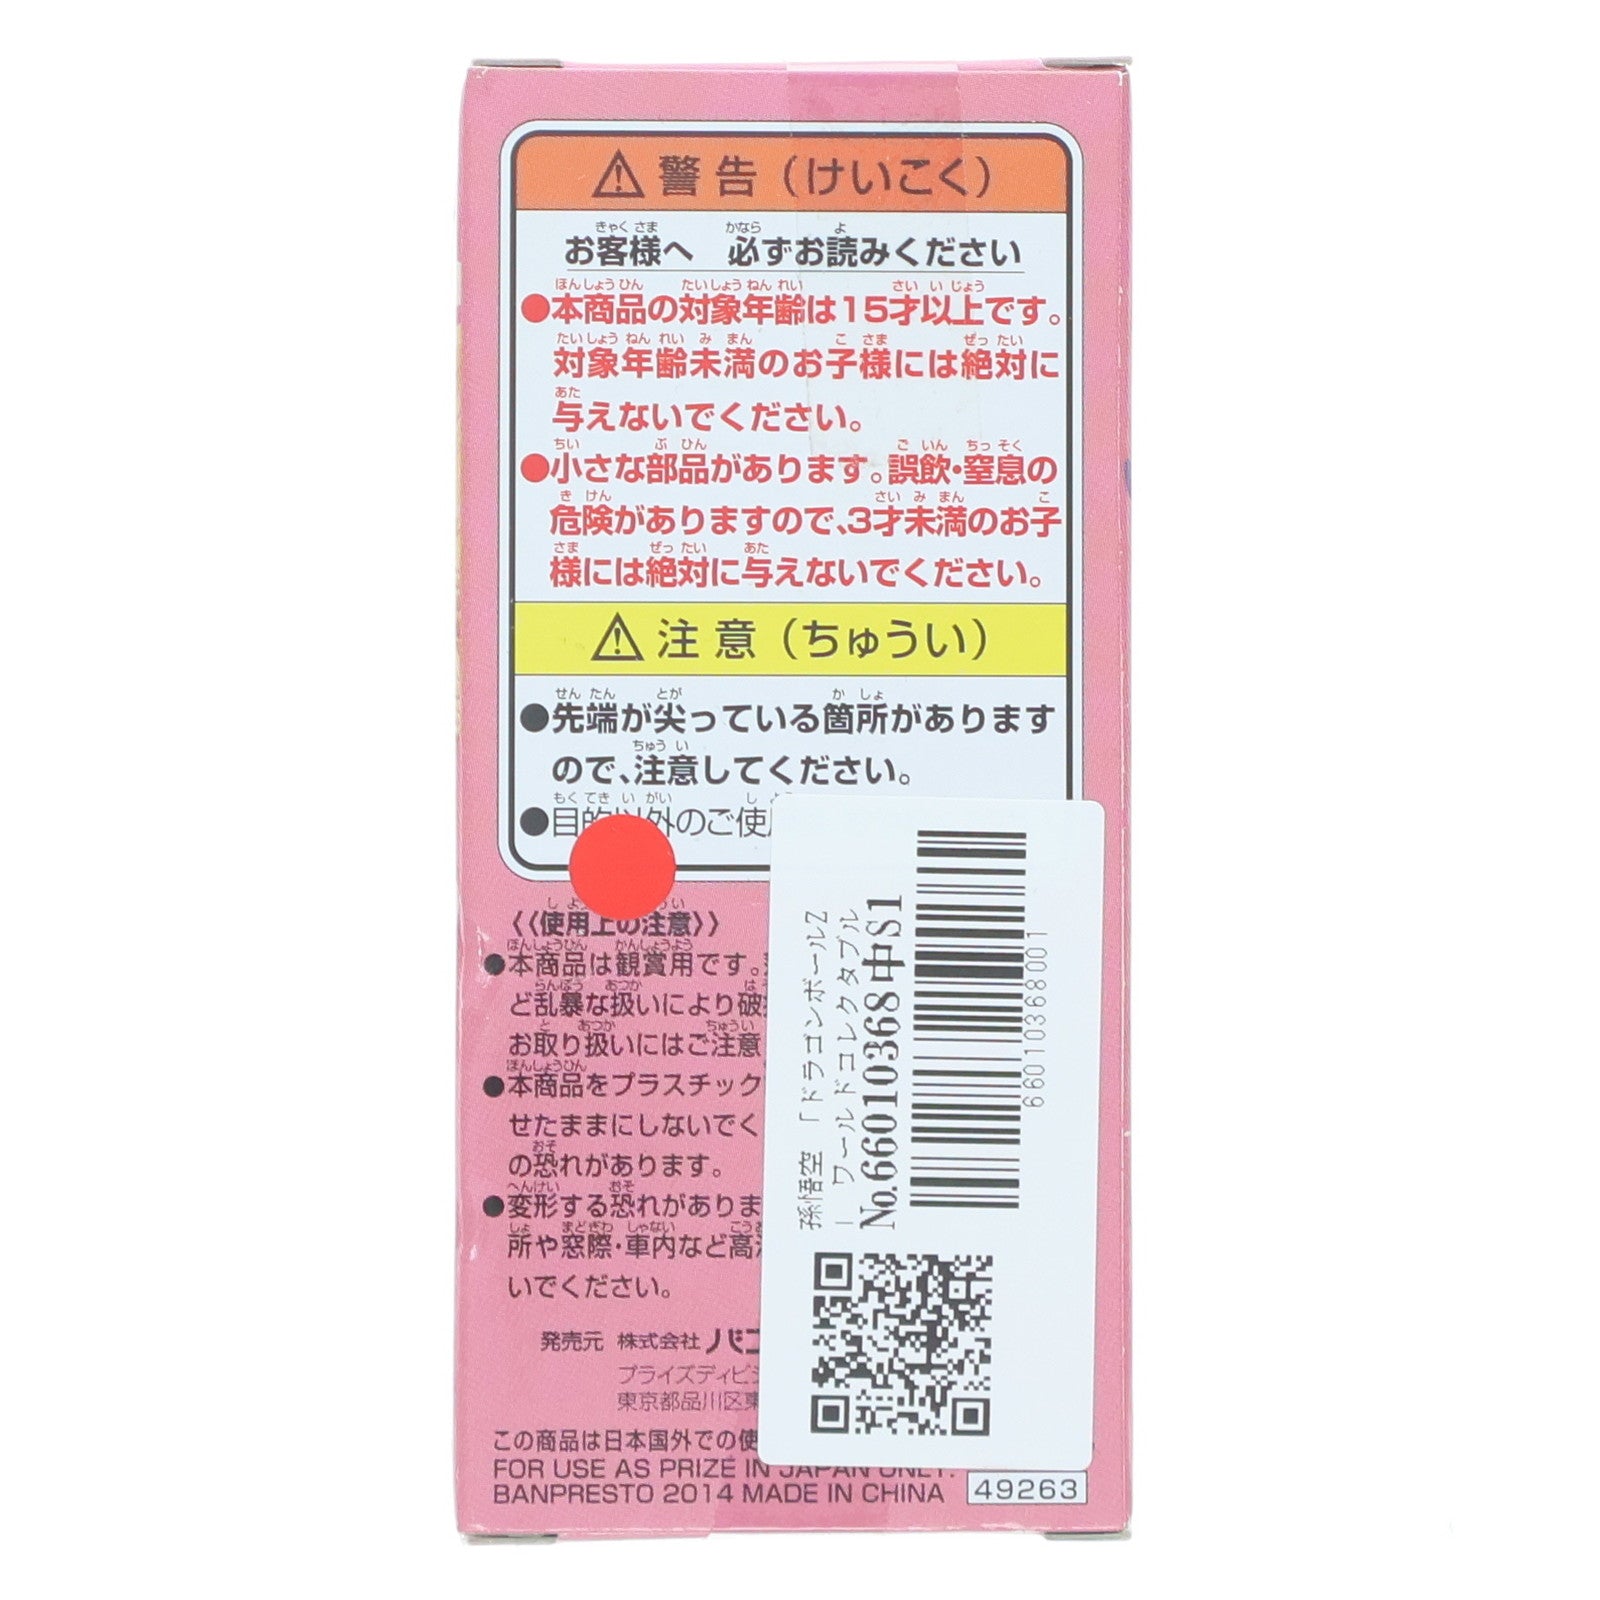 警告（けいこく）
お客様へ 必ずお読みください
●本商品の対象年齢は15才以上です。
対象年齢未満のお子様には絶対に
与えないでください。
●小さな部品があります。誤飲・窒息の
危険がありますので、3才未満のお子
様には絶対に与えないでください。
注意（ちゅうい）
●先端が尖っている箇所があります
ので、注意してください。
●目的以外のご使
《使用上の注意》
●本商品は観賞用です。
ど乱暴な扱いにより破
お取り扱いにはご注意
●本商品をプラスチック
せたままにしないでく
の恐れがあります。
●変形する恐れがありま
所や窓際・車内など高
いでください。
発売元 株式会社 バン
プライズディビ
東京都品川区東
この商品は日本国外での使
FOR USE AS PRIZE IN JAPAN ONLY.
BANPRESTO 2014 MADE IN CHINA
49263
孫悟空 「ドラゴンボールZ
ワールドコレクタブル
No.66010368中S1
66010368001